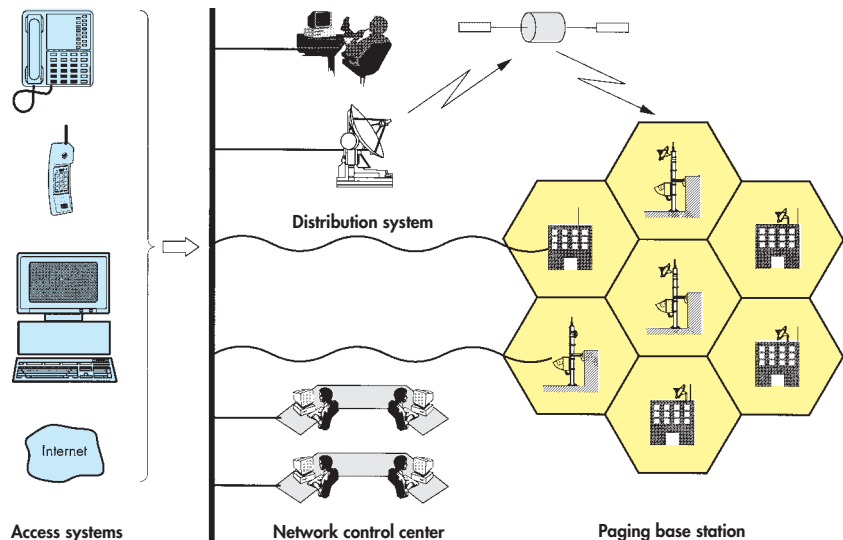 Distribution system
Internet
Access systems
Network control center
Paging base station